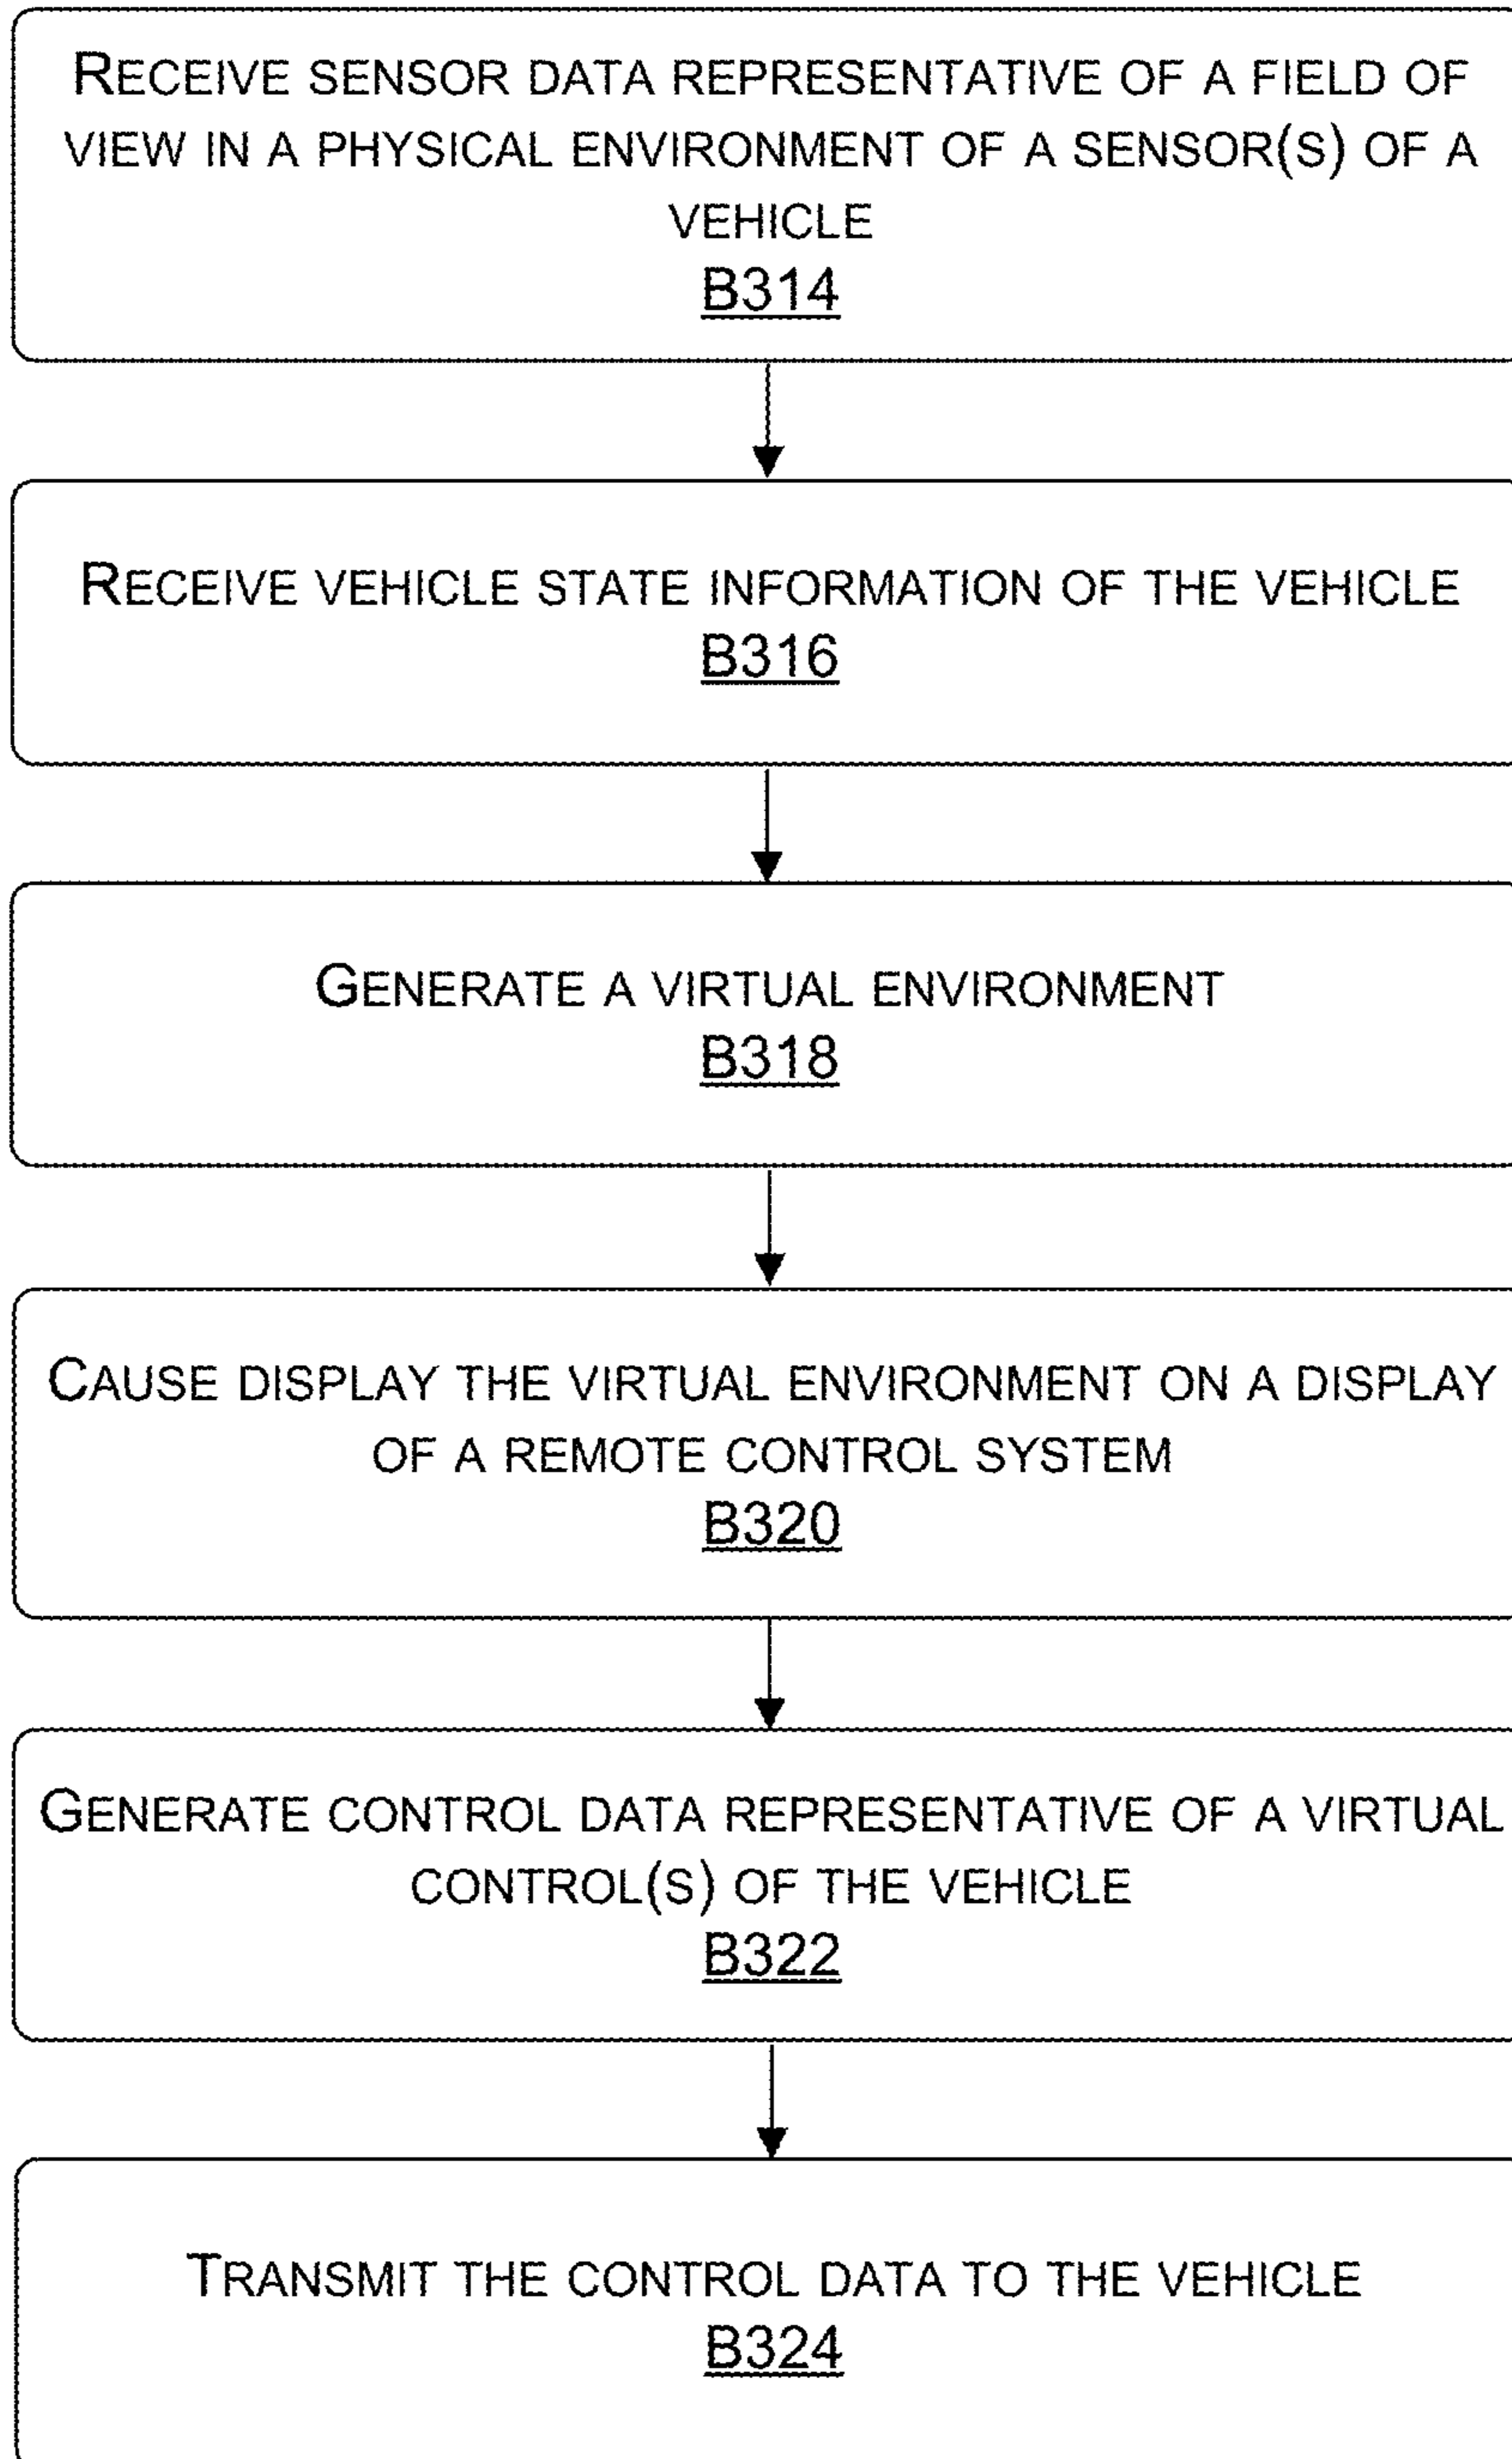 RECEIVE SENSOR DATA REPRESENTATIVE OF A FIELD OF
VIEW IN A PHYSICAL ENVIRONMENT OF A SENSOR(S) OF A
VEHICLE
B314
RECEIVE VEHICLE STATE INFORMATION OF THE VEHICLE
B316
GENERATE A VIRTUAL ENVIRONMENT
B318
CAUSE DISPLAY THE VIRTUAL ENVIRONMENT ON A DISPLAY
OF A REMOTE CONTROL SYSTEM
B320
GENERATE CONTROL DATA REPRESENTATIVE OF A VIRTUAL
CONTROL(S) OF THE VEHICLE
B322
TRANSMIT THE CONTROL DATA TO THE VEHICLE
B324